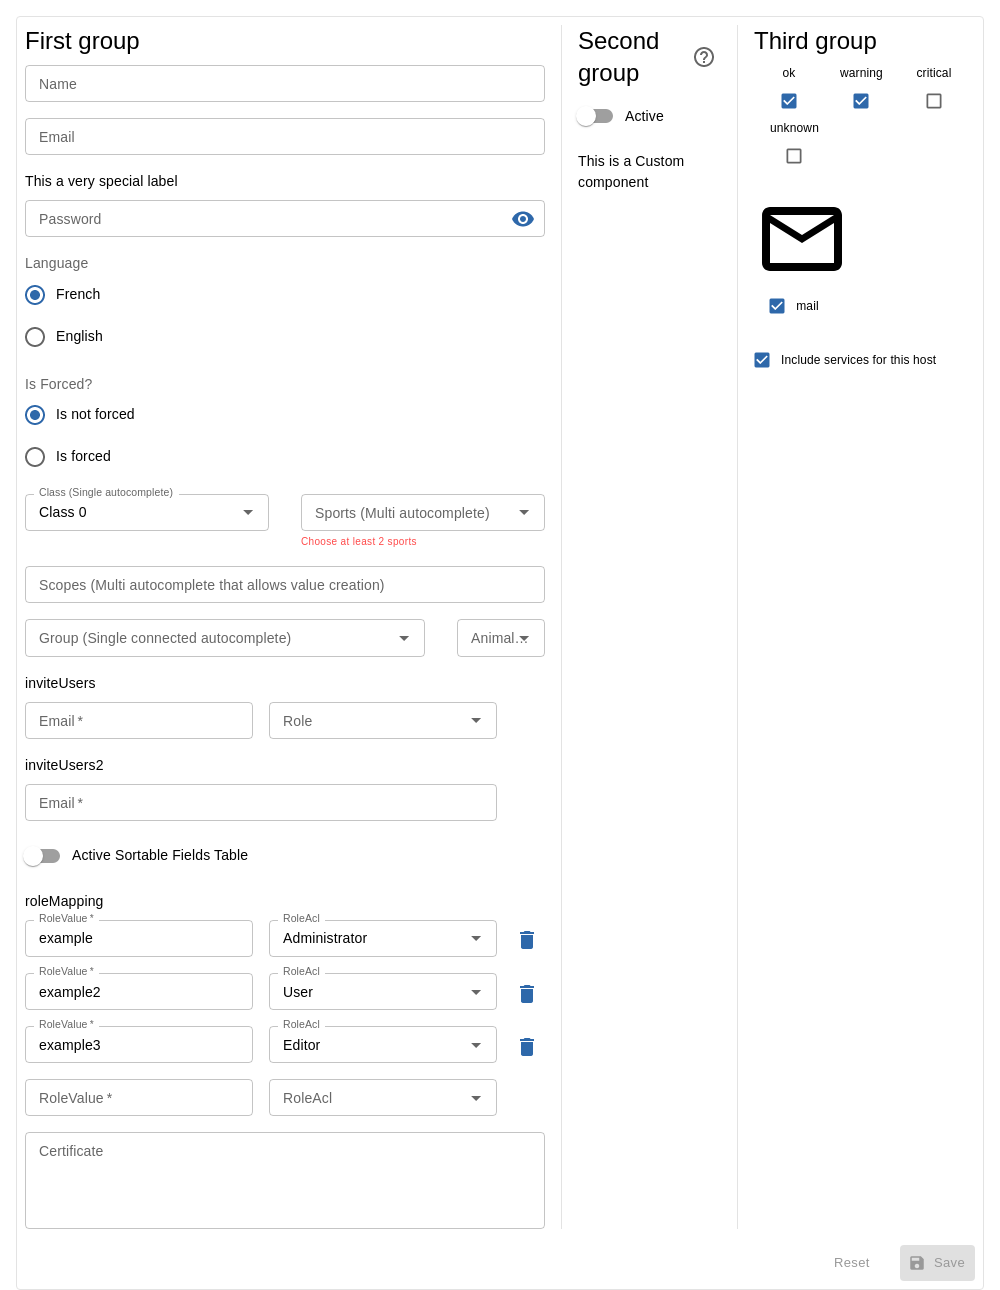 First group
Name
Email
This a very special label
Password
Language
French
English
Is Forced?
Is not forced
Is forced
Class (Single autocomplete)
Class 0
Sports (Multi autocomplete)
Choose at least 2 sports
Scopes (Multi autocomplete that allows value creation)
Group (Single connected autocomplete)
Animal...
inviteUsers
Email *
Role
inviteUsers2
Email *
Active Sortable Fields Table
roleMapping
RoleValue *
RoleAcl
example
Administrator
RoleValue *
RoleAcl
example2
User
RoleValue *
RoleAcl
example3
Editor
RoleValue *
RoleAcl
Certificate
Second
group
Active
This is a Custom
component
Third group
ok
warning
critical
unknown
mail
Include services for this host
Reset
Save